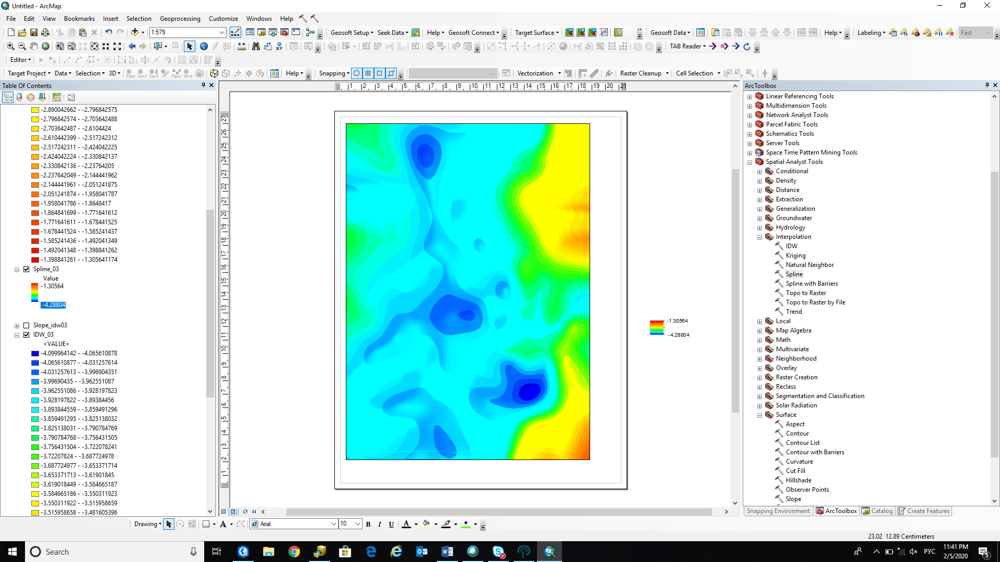 Untitled - ArcMap
File Edit View Bookmarks Insert Selection Geoprocessing Customize Windows Help
1:579 Geosoft Setup Seek Data Help Geosoft Connect Target Surface Geosoft Data Help Labeling Fast
TAB Reader
Editor
Target Project Data Selection 3D Plan Sect Sect Fenc Strip Help Snapping Vectorization Raster Cleanup Cell Selection
Table Of Contents
-2.890042662 - -2.796842575
-2.796842574 - -2.703642488
-2.703642487 - -2.6104424
-2.610442399 - -2.517242312
-2.517242311 - -2.424042225
-2.424042224 - -2.330842137
-2.330842136 - -2.23764205
-2.237642049 - -2.144441962
-2.144441961 - -2.051241875
-2.051241874 - -1.958041787
-1.958041786 - -1.8648417
-1.864841699 - -1.771641612
-1.771641611 - -1.678441525
-1.678441524 - -1.585241437
-1.585241436 - -1.492041349
-1.492041348 - -1.398841262
-1.398841261 - -1.305641174
Spline_03
Value
-1.30564
-4.28804
Slope_idw03
IDW_03
<VALUE>
-4.099964142 - -4.065610878
-4.065610877 - -4.031257614
-4.031257613 - -3.996904351
-3.99690435 - -3.962551087
-3.962551086 - -3.928197823
-3.928197822 - -3.89384456
-3.893844559 - -3.859491296
-3.859491295 - -3.825138032
-3.825138031 - -3.790784769
-3.790784768 - -3.756431505
-3.756431504 - -3.722078241
-3.72207824 - -3.687724978
-3.687724977 - -3.653371714
-3.653371713 - -3.61901845
-3.619018449 - -3.584665187
-3.584665186 - -3.550311923
-3.550311922 - -3.515958659
-3.515958658 - -3.481605396
1 2 3 4 5 6 7 8 9 10 11 12 13 14 15 16 17 18 19 20 21
27
26
25
24
23
22
21
20
19
18
17
16
15
14
13
12
11
10
9
8
7
6
5
4
3
2
1
-1.30564
-4.28804
ArcToolbox
Linear Referencing Tools
Multidimension Tools
Network Analyst Tools
Parcel Fabric Tools
Schematics Tools
Server Tools
Space Time Pattern Mining Tools
Spatial Analyst Tools
Conditional
Density
Distance
Extraction
Generalization
Groundwater
Hydrology
Interpolation
IDW
Kriging
Natural Neighbor
Spline
Spline with Barriers
Topo to Raster
Topo to Raster by File
Trend
Local
Map Algebra
Math
Multivariate
Neighborhood
Overlay
Raster Creation
Reclass
Segmentation and Classification
Solar Radiation
Surface
Aspect
Contour
Contour List
Contour with Barriers
Curvature
Cut Fill
Hillshade
Observer Points
Slope
Snapping Environment ArcToolbox Catalog Create Features
Drawing A Arial 10 B I U A
23.02 12.89 Centimeters
Search
РУС
11:41 PM
2/5/2020
5